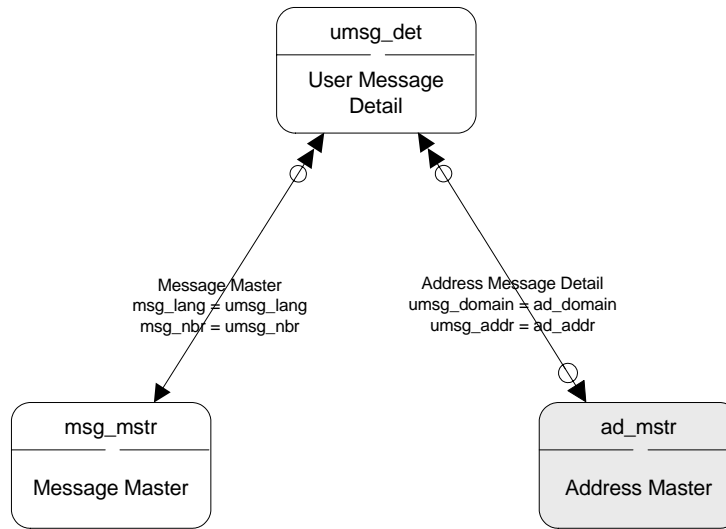 umsg_det
User Message
Detail
Message Master
msg_lang = umsg_lang
msg_nbr = umsg_nbr
Address Message Detail
umsg_domain = ad_domain
umsg_addr = ad_addr
msg_mstr
Message Master
ad_mstr
Address Master